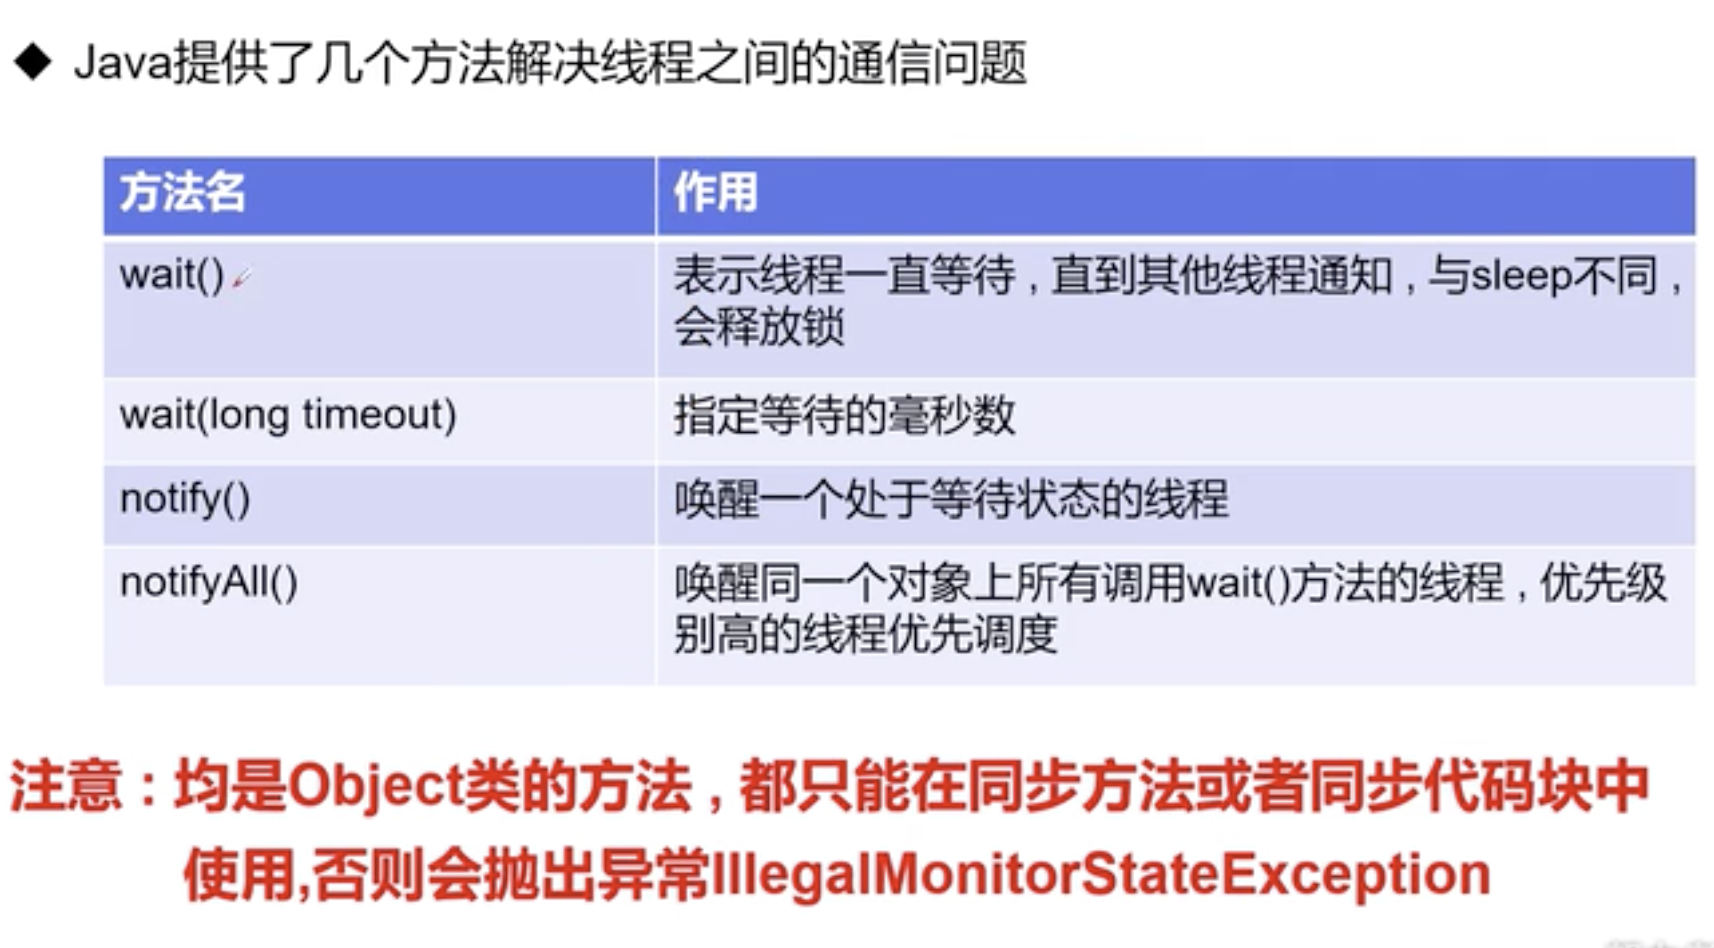 Java提供了几个方法解决线程之间的通信问题
方法名 作用
wait() 表示线程一直等待，直到其他线程通知，与sleep不同，
会释放锁
wait(long timeout) 指定等待的毫秒数
notify() 唤醒一个处于等待状态的线程
notifyAll() 唤醒同一个对象上所有调用wait()方法的线程，优先级
别高的线程优先调度
注意：均是Object类的方法，都只能在同步方法或者同步代码块中
使用,否则会抛出异常IllegalMonitorStateException